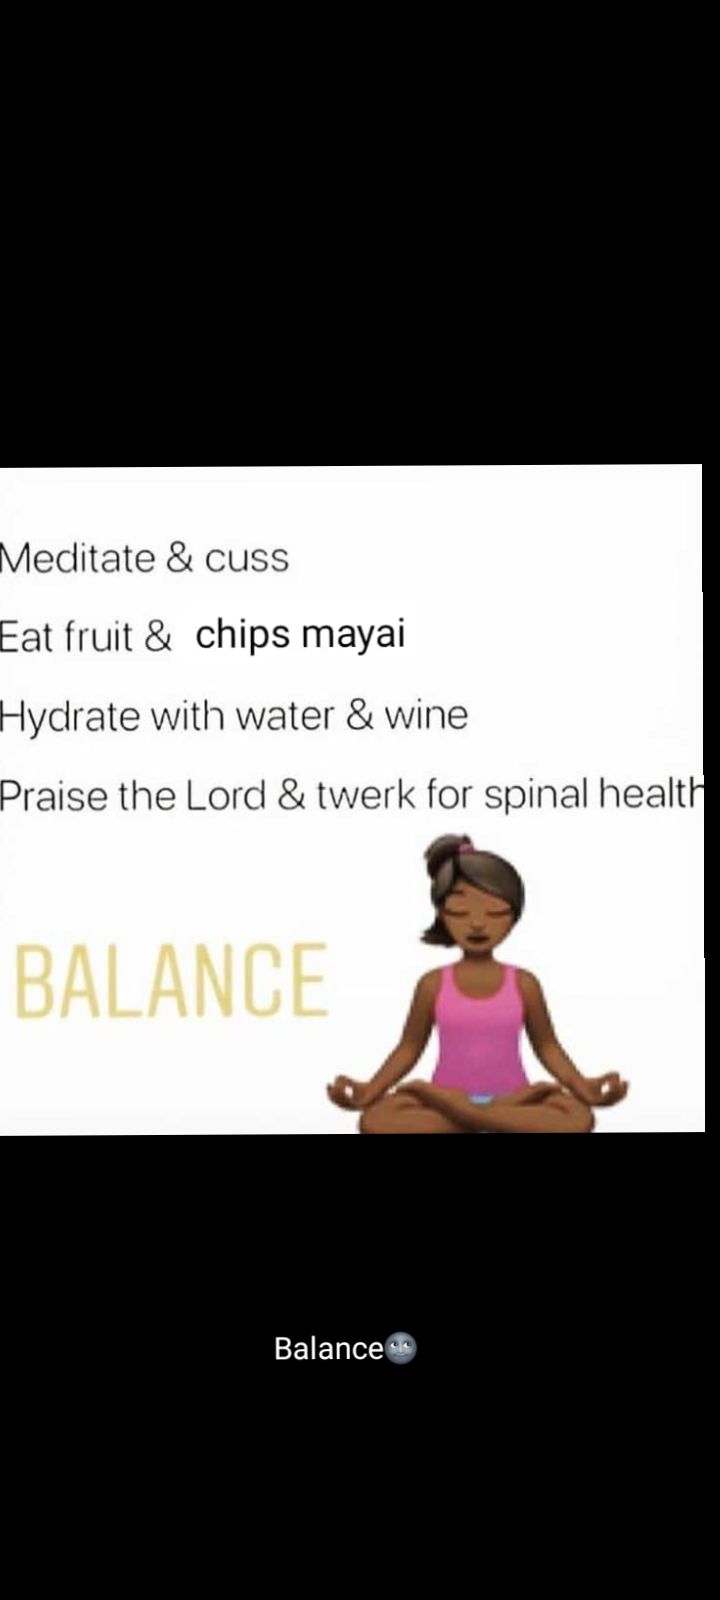 Meditate & cuss
Eat fruit & chips mayai
Hydrate with water & wine
Praise the Lord & twerk for spinal health
BALANCE
Balance🌚